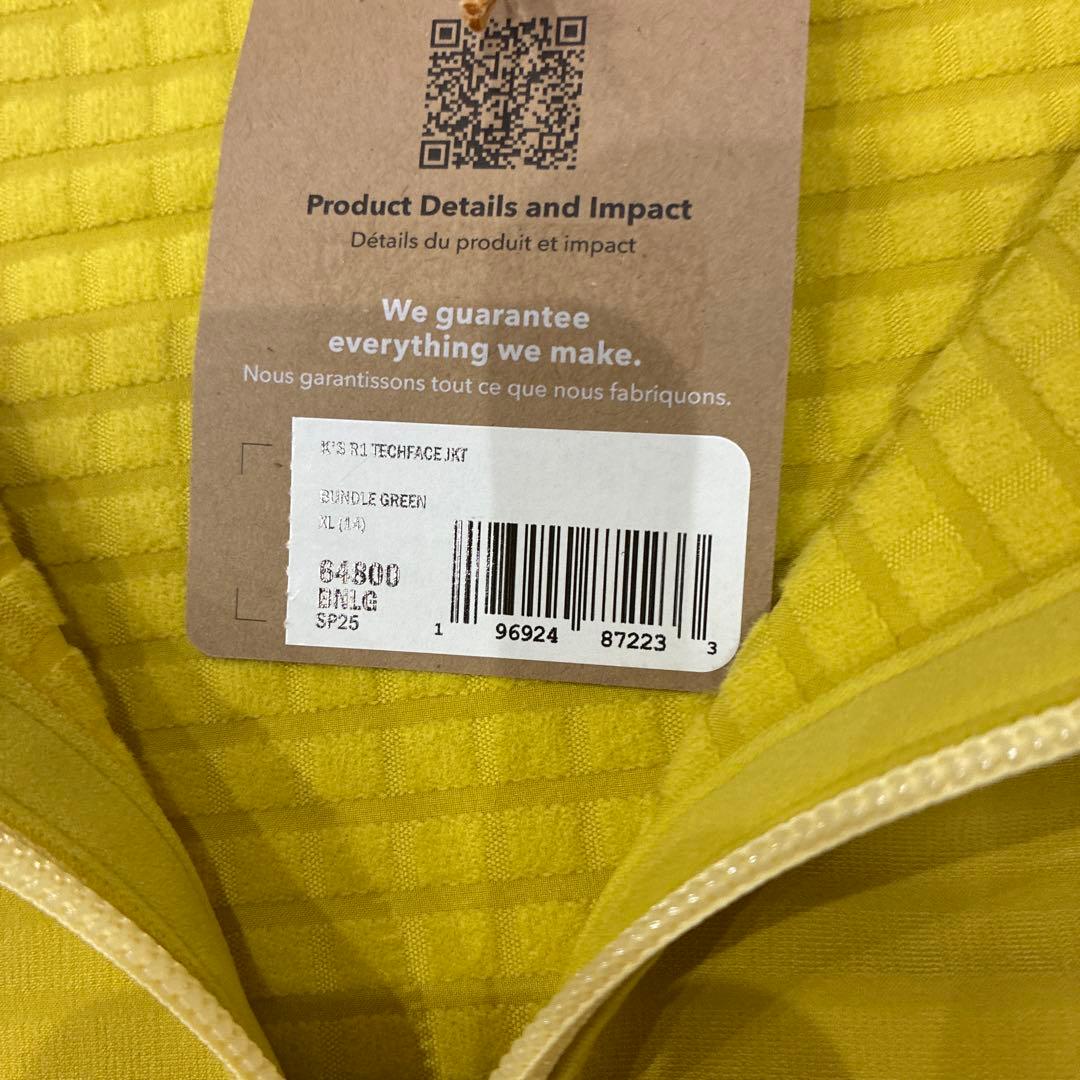 Product Details and Impact
Détails du produit et impact
We guarantee
everything we make.
Nous garantissons tout ce que nous fabriquons.
K'S R1 TECHFACE JKT
BUNDLE GREEN
XL (14)
64800
BNLG
SP25
1 96924 87223 3